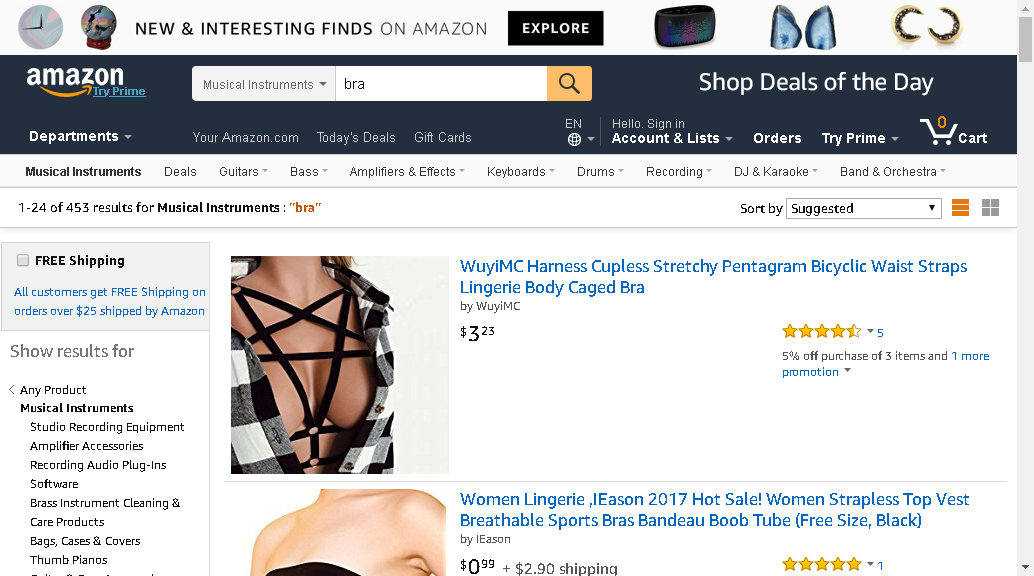 NEW & INTERESTING FINDS ON AMAZON EXPLORE
amazon
Try Prime
Musical Instruments bra
Shop Deals of the Day
Departments
Your Amazon.com Today's Deals Gift Cards
EN
Hello. Sign in
Account & Lists
Orders
Try Prime
0
Cart
Musical Instruments Deals Guitars Bass Amplifiers & Effects Keyboards Drums Recording DJ & Karaoke Band & Orchestra
1-24 of 453 results for Musical Instruments : "bra"
Sort by Suggested
FREE Shipping
All customers get FREE Shipping on
orders over $25 shipped by Amazon
Show results for
Any Product
Musical Instruments
Studio Recording Equipment
Amplifier Accessories
Recording Audio Plug-Ins
Software
Brass Instrument Cleaning &
Care Products
Bags, Cases & Covers
Thumb Pianos
WuyiMC Harness Cupless Stretchy Pentagram Bicyclic Waist Straps
Lingerie Body Caged Bra
by WuyiMC
$3 23
5
5% off purchase of 3 items and 1 more
promotion
Women Lingerie ,IEason 2017 Hot Sale! Women Strapless Top Vest
Breathable Sports Bras Bandeau Boob Tube (Free Size, Black)
by IEason
$0 99 + $2.90 shipping
1